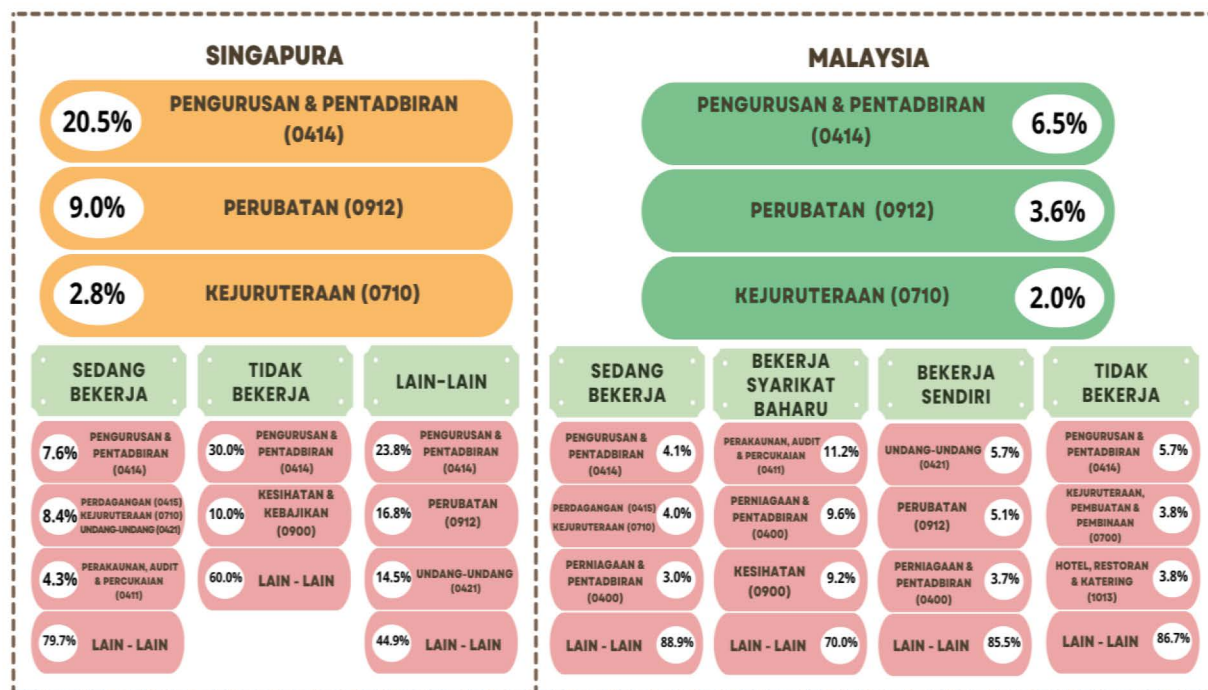 SINGAPURA
20.5%
PENGURUSAN & PENTADBIRAN
(0414)
9.0%
PERUBATAN (0912)
2.8%
KEJURUTERAAN (0710)
SEDANG
BEKERJA
7.6%
PENGURUSAN &
PENTADBIRAN
(0414)
8.4%
PERDAGANGAN (0415)
KEJURUTERAAN (0710)
UNDANG-UNDANG (0421)
4.3%
PERAKAUNAN, AUDIT
& PERCUKAIAN
(0411)
79.7%
LAIN - LAIN
TIDAK
BEKERJA
30.0%
PENGURUSAN &
PENTADBIRAN
(0414)
10.0%
KESIHATAN &
KEBAJIKAN
(0900)
60.0%
LAIN - LAIN
LAIN-LAIN
23.8%
PENGURUSAN &
PENTADBIRAN
(0414)
16.8%
PERUBATAN
(0912)
14.5%
UNDANG-UNDANG
(0421)
44.9%
LAIN - LAIN
MALAYSIA
PENGURUSAN & PENTADBIRAN
(0414)
6.5%
PERUBATAN (0912)
3.6%
KEJURUTERAAN (0710)
2.0%
SEDANG
BEKERJA
PENGURUSAN &
PENTADBIRAN
(0414)
4.1%
PERDAGANGAN (0415)
KEJURUTERAAN (0710)
4.0%
PERNIAGAAN &
PENTADBIRAN
(0400)
3.0%
LAIN - LAIN
88.9%
BEKERJA
SYARIKAT
BAHARU
PERAKAUNAN, AUDIT
& PERCUKAIAN
(0411)
11.2%
PERNIAGAAN &
PENTADBIRAN
(0400)
9.6%
KESIHATAN
(0900)
9.2%
LAIN - LAIN
70.0%
BEKERJA
SENDIRI
UNDANG-UNDANG
(0421)
5.7%
PERUBATAN
(0912)
5.1%
PERNIAGAAN &
PENTADBIRAN
(0400)
3.7%
LAIN - LAIN
85.5%
TIDAK
BEKERJA
PENGURUSAN &
PENTADBIRAN
(0414)
5.7%
KEJURUTERAAN,
PEMBUATAN &
PEMBINAAN
(0700)
3.8%
HOTEL, RESTORAN
& KATERING
(1013)
3.8%
LAIN - LAIN
86.7%